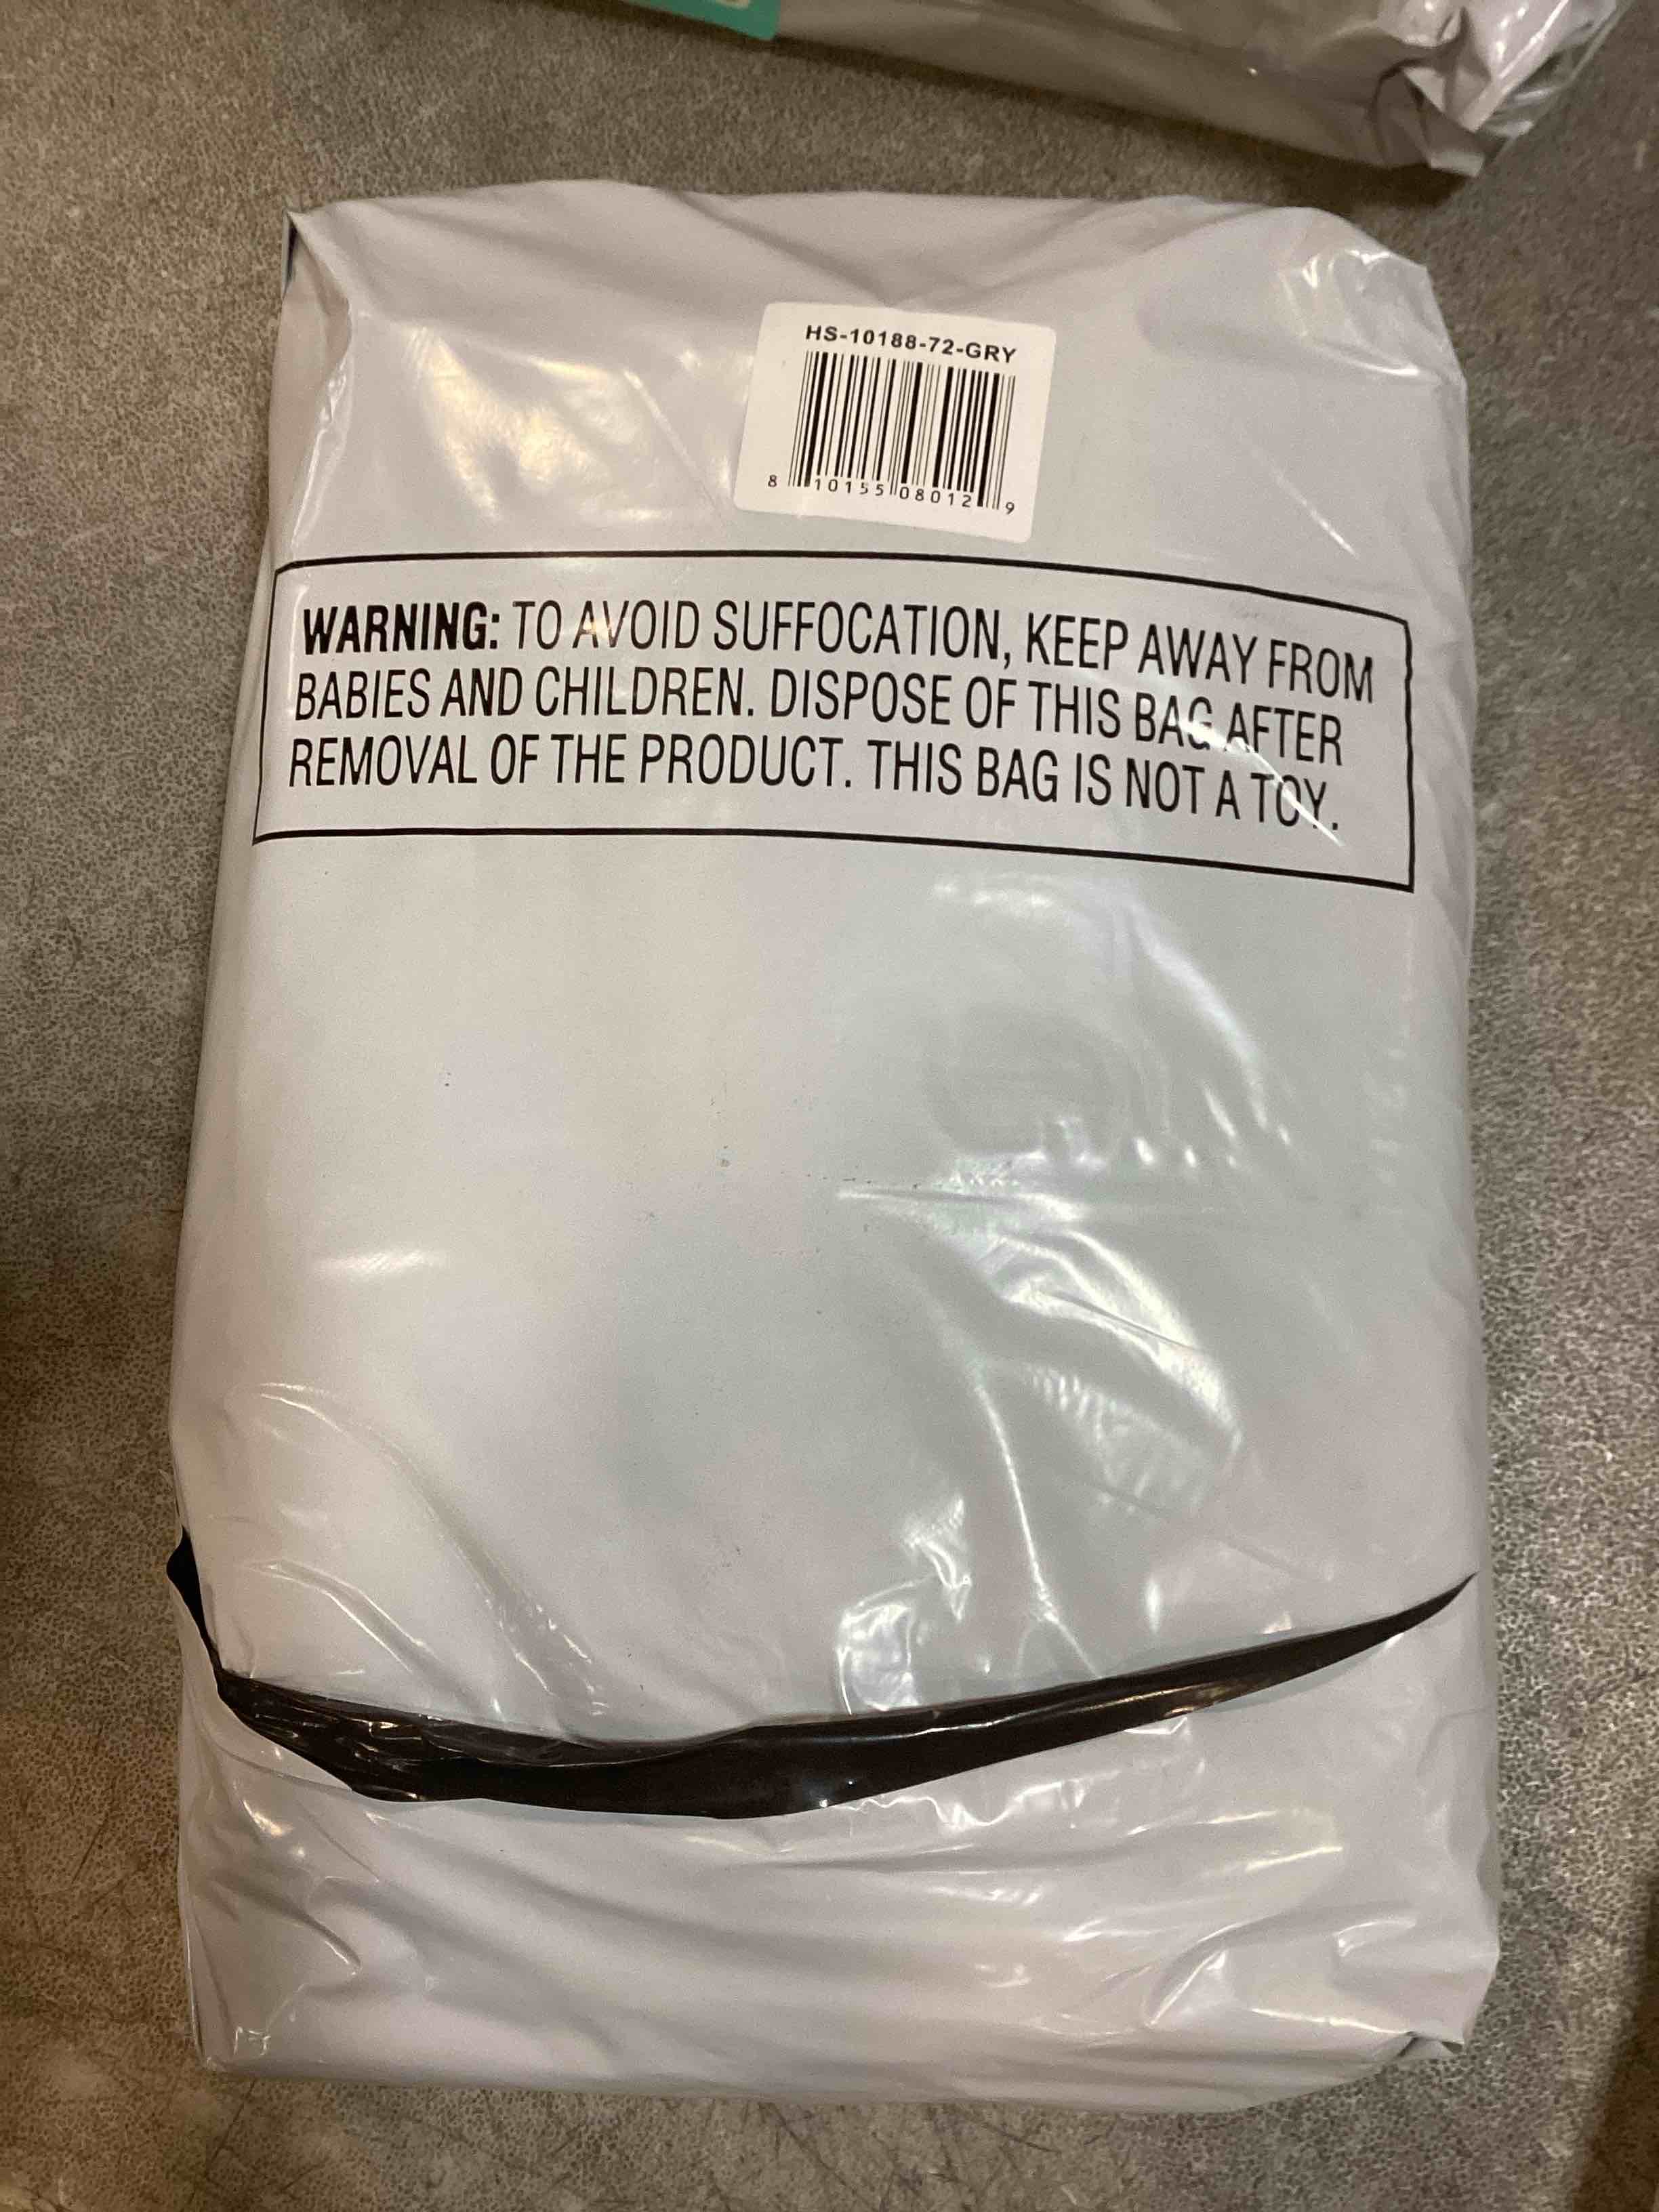 HS-10188-72-GRY
8 10155 08012 9
WARNING: TO AVOID SUFFOCATION, KEEP AWAY FROM
BABIES AND CHILDREN. DISPOSE OF THIS BAG AFTER
REMOVAL OF THE PRODUCT. THIS BAG IS NOT A TOY.